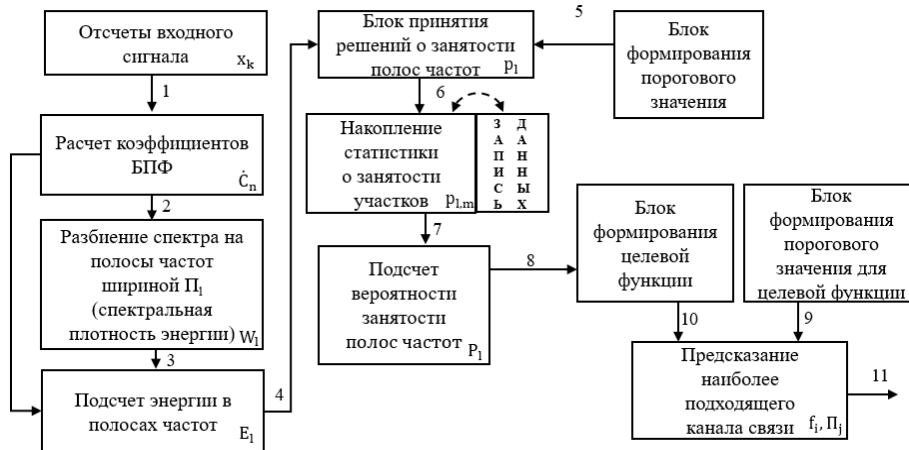 Отсчеты входного
сигнала
x_k
1
Расчет коэффициентов
БПФ
Ċ_n
2
Разбиение спектра на
полосы частот
шириной П_l
(спектральная
плотность энергии) W_l
3
Подсчет энергии в
полосах частот
E_l
4
Блок принятия
решений о занятости
полос частот p_l
5
Блок
формирования
порогового
значения
6
Накопление
статистики
о занятости
участков p_{l,m}
ЗАПИСЬ
ДАННЫХ
7
Подсчет
вероятности
занятости
полос частот P_l
8
Блок
формирования
целевой
функции
Блок
формирования
порогового
значения для
целевой функции
10
9
Предсказание
наиболее
подходящего
канала связи f_i, П_j
11